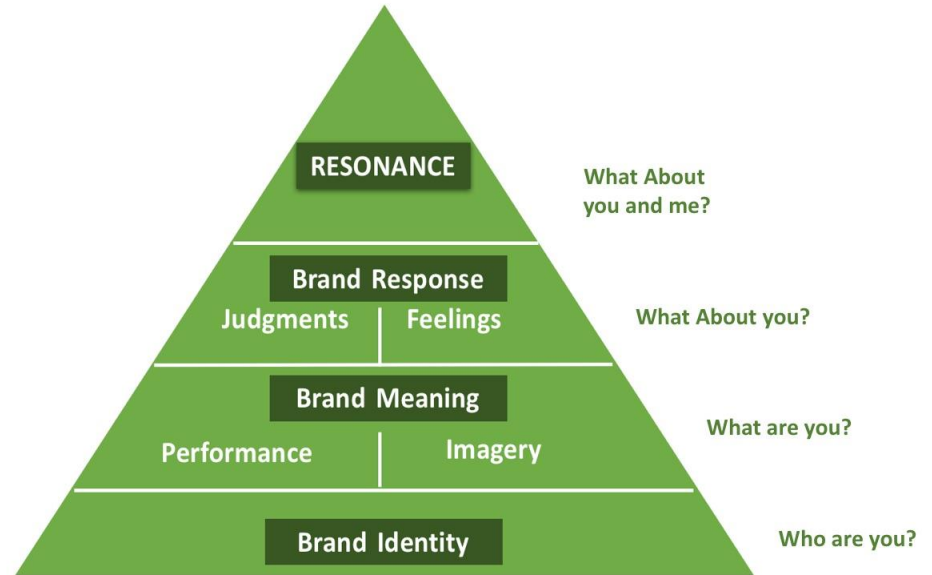 RESONANCE
What About
you and me?
Brand Response
Judgments Feelings
What About you?
Brand Meaning
Performance Imagery
What are you?
Brand Identity
Who are you?